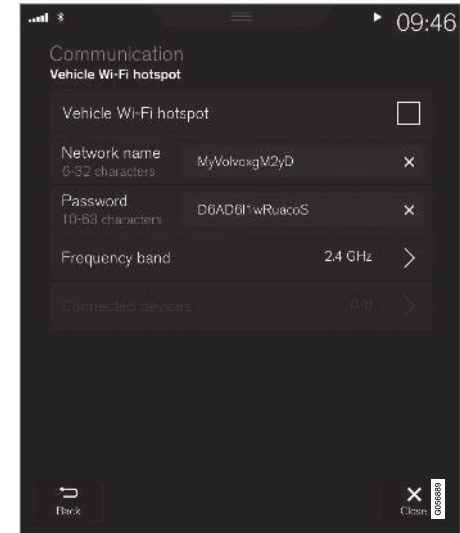 09:46
Communication
Vehicle Wi-Fi hotspot
Vehicle Wi-Fi hotspot
Network name
6-32 characters
MyVolvoxgM2yD
Password
10-63 characters
D6AD6l1wRuacoS
Frequency band
2.4 GHz
Connected devices
Back
Close
G056889